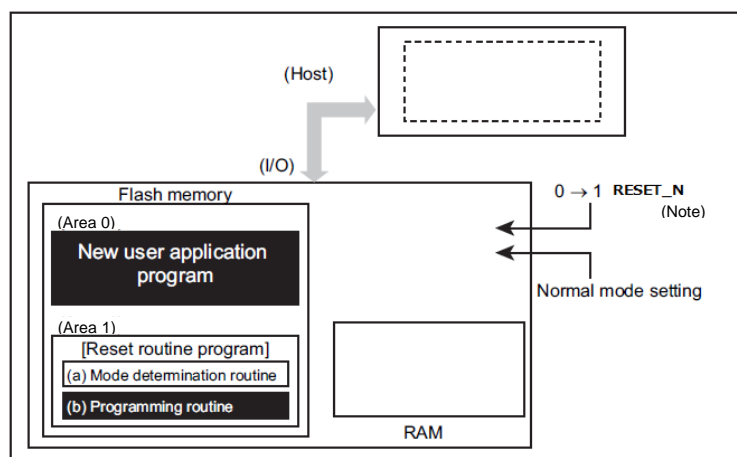 (Host)
(I/O)
Flash memory
0 → 1 RESET_N
(Note)
(Area 0)
New user application
program
Normal mode setting
(Area 1)
[Reset routine program]
(a) Mode determination routine
(b) Programming routine
RAM